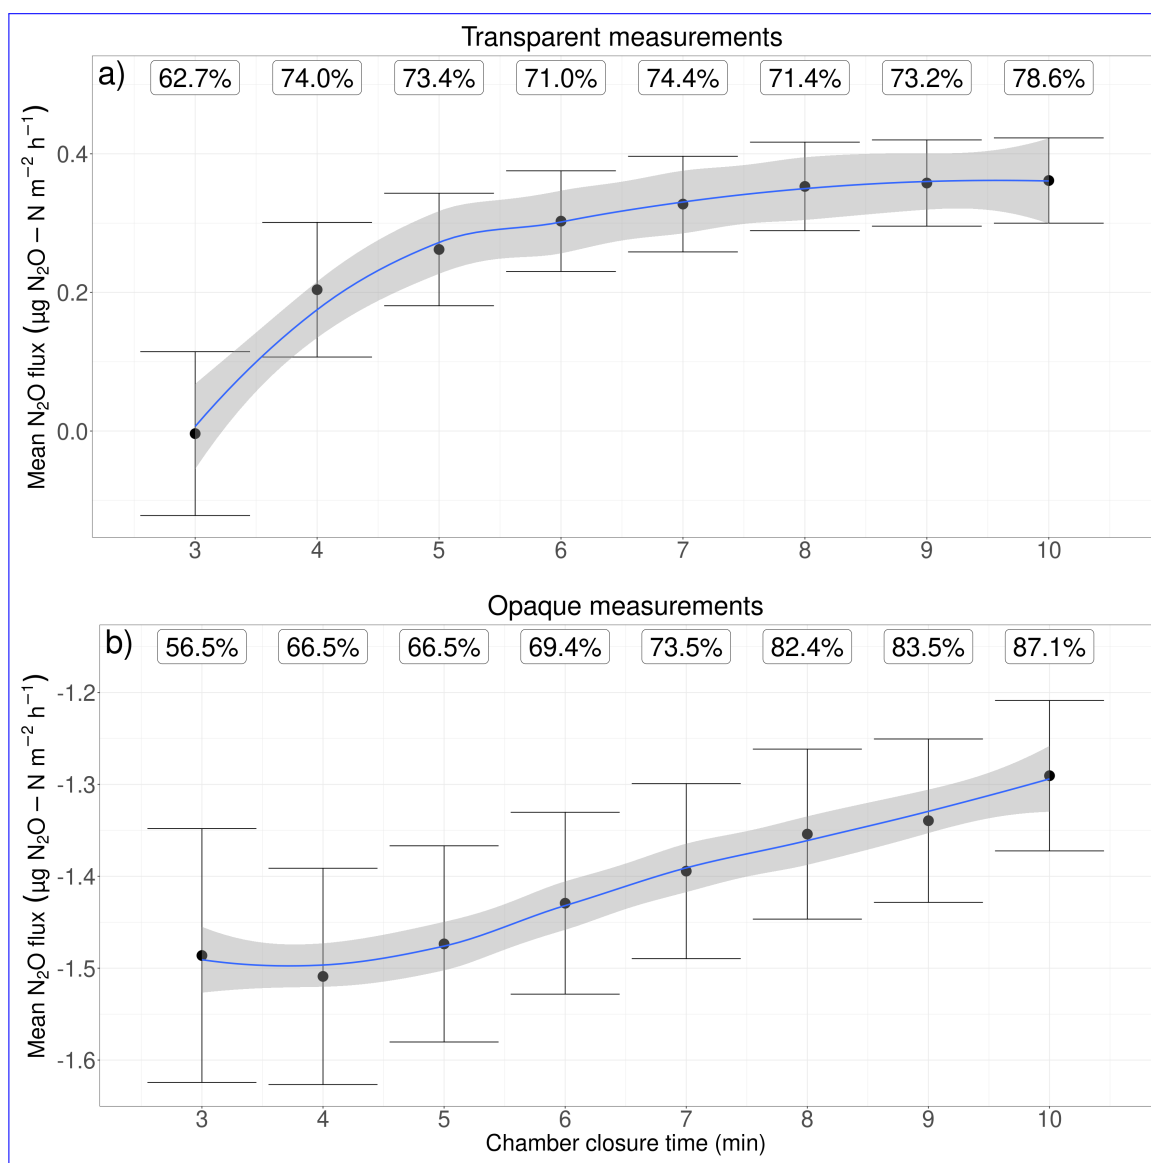 Transparent measurements
a) 62.7% 74.0% 73.4% 71.0% 74.4% 71.4% 73.2% 78.6%
Mean N₂O flux (µg N₂O – N m⁻² h⁻¹)
0.4
0.2
0.0
3 4 5 6 7 8 9 10
Opaque measurements
b) 56.5% 66.5% 66.5% 69.4% 73.5% 82.4% 83.5% 87.1%
Mean N₂O flux (µg N₂O – N m⁻² h⁻¹)
-1.2
-1.3
-1.4
-1.5
-1.6
3 4 5 6 7 8 9 10
Chamber closure time (min)